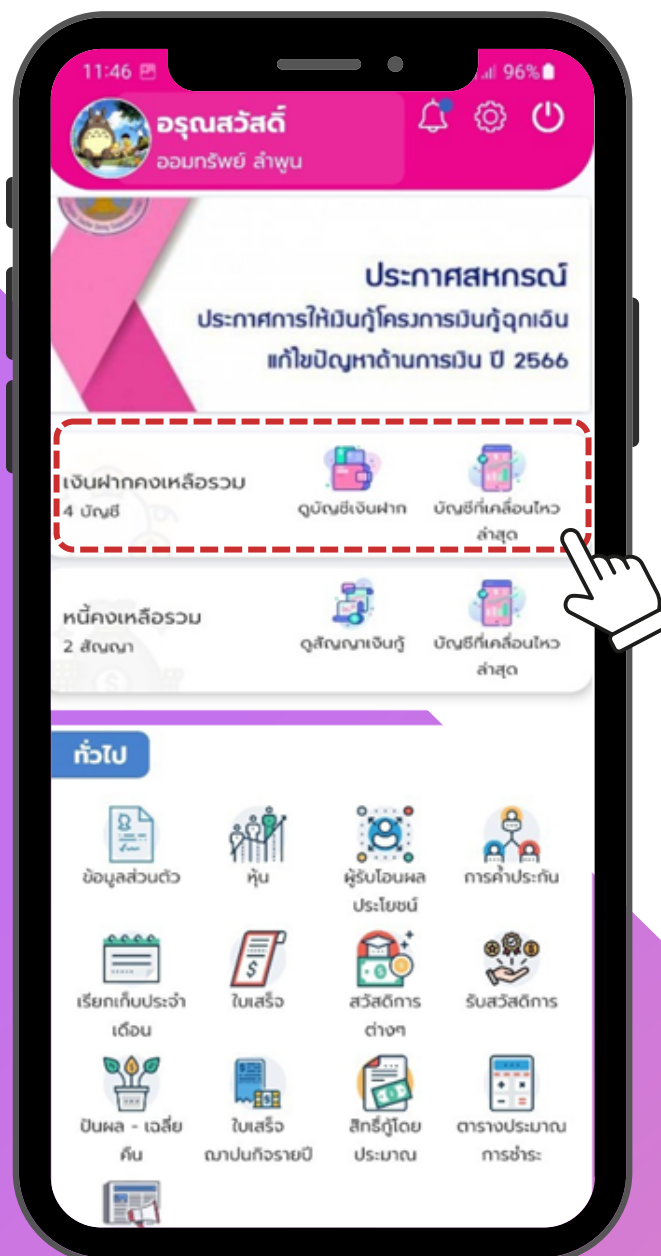 11:46
96%
อรุณสวัสดิ์
ออมทรัพย์ ลำพูน
ประกาศสหกรณ์
ประกาศการให้เงินกู้โครงการเงินกู้ฉุกเฉิน
แก้ไขปัญหาด้านการเงิน ปี 2566
เงินฝากคงเหลือรวม
4 บัญชี
ดูบัญชีเงินฝาก
บัญชีที่เคลื่อนไหว
ล่าสุด
หนี้คงเหลือรวม
2 สัญญา
ดูสัญญาเงินกู้
บัญชีที่เคลื่อนไหว
ล่าสุด
ทั่วไป
ข้อมูลส่วนตัว
หุ้น
ผู้รับโอนผล
ประโยชน์
การค้ำประกัน
เรียกเก็บประจำ
เดือน
ใบเสร็จ
สวัสดิการ
ต่างๆ
รับสวัสดิการ
ปันผล - เฉลี่ย
คืน
ใบเสร็จ
ฌาปนกิจรายปี
สิทธิ์กู้โดย
ประมาณ
ตารางประมาณ
การชำระ